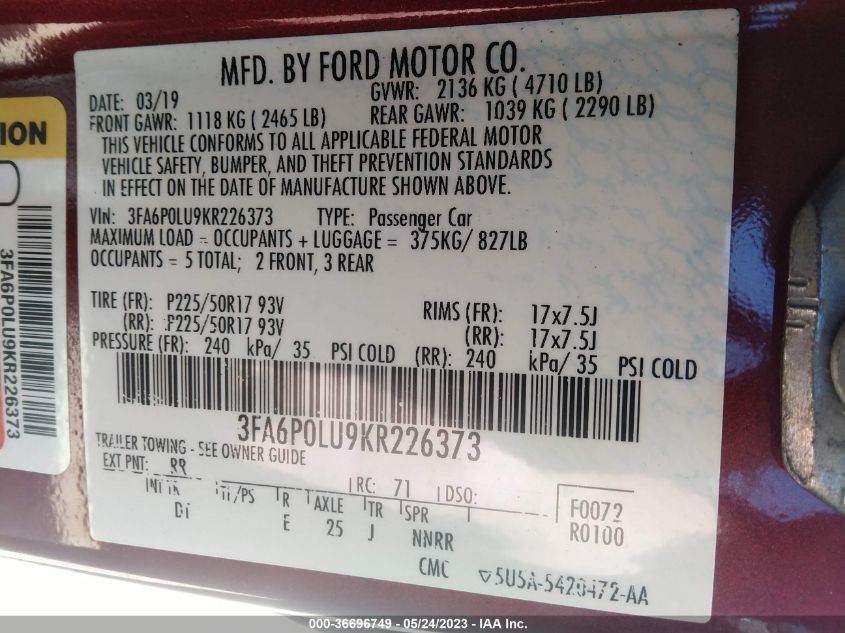 MFD. BY FORD MOTOR CO.
DATE: 03/19 GVWR: 2136 KG ( 4710 LB)
FRONT GAWR: 1118 KG ( 2465 LB) REAR GAWR: 1039 KG ( 2290 LB)
THIS VEHICLE CONFORMS TO ALL APPLICABLE FEDERAL MOTOR
VEHICLE SAFETY, BUMPER, AND THEFT PREVENTION STANDARDS
IN EFFECT ON THE DATE OF MANUFACTURE SHOWN ABOVE.
VIN: 3FA6P0LU9KR226373 TYPE: Passenger Car
MAXIMUM LOAD = OCCUPANTS + LUGGAGE = 375KG/ 827LB
OCCUPANTS = 5 TOTAL; 2 FRONT, 3 REAR
TIRE (FR): P225/50R17 93V RIMS (FR): 17x7.5J
(RR): P225/50R17 93V (RR): 17x7.5J
PRESSURE (FR): 240 kPa/ 35 PSI COLD (RR): 240 kPa/ 35 PSI COLD
3FA6P0LU9KR226373
TRAILER TOWING - SEE OWNER GUIDE
EXT PNT: RR RC: 71 DSO:
INT TR TP/PS R AXLE TR SPR F0072
DT E 25 J NNRR R0100
CMC 5U5A-5420472-AA
ION
3FA6P0LU9KR226373
000-36696749 - 05/24/2023 - IAA Inc.